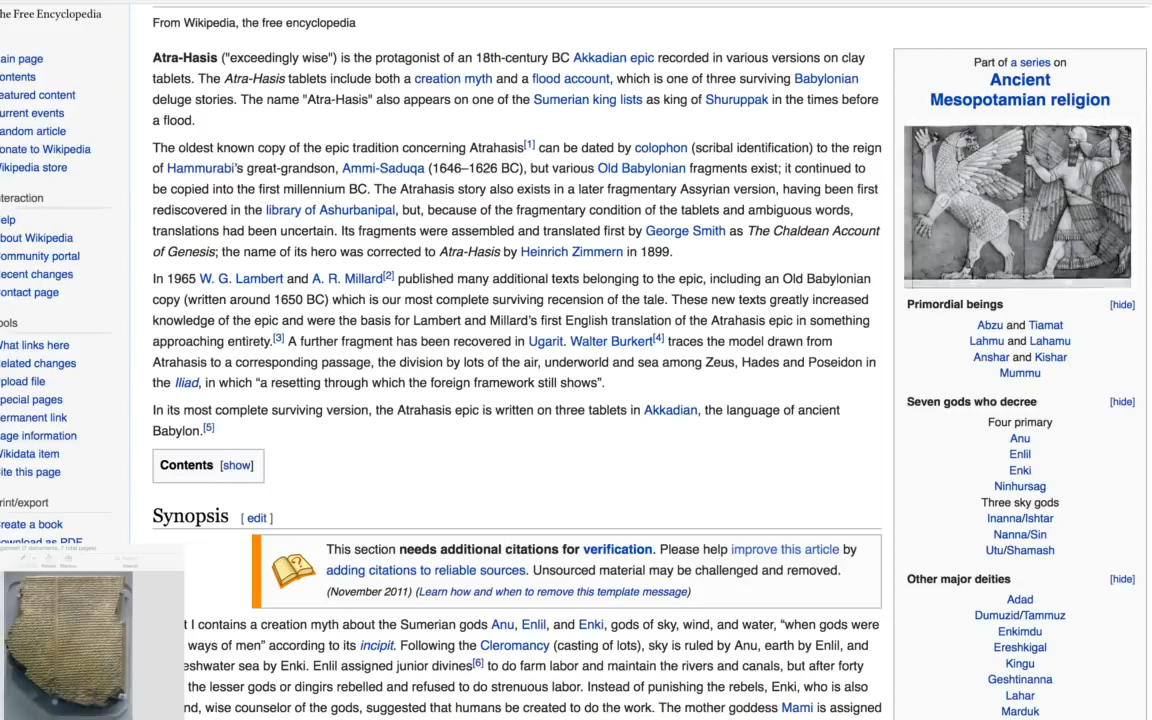 he Free Encyclopedia
ain page
ontents
eatured content
urrent events
andom article
onate to Wikipedia
Vikipedia store
nteraction
elp
bout Wikipedia
ommunity portal
ecent changes
ontact page
ools
Vhat links here
elated changes
pload file
pecial pages
ermanent link
age information
Vikidata item
ite this page
rint/export
reate a book
ownload as PDF
From Wikipedia, the free encyclopedia
Atra-Hasis ("exceedingly wise") is the protagonist of an 18th-century BC Akkadian epic recorded in various versions on clay
tablets. The Atra-Hasis tablets include both a creation myth and a flood account, which is one of three surviving Babylonian
deluge stories. The name "Atra-Hasis" also appears on one of the Sumerian king lists as king of Shuruppak in the times before
a flood.
The oldest known copy of the epic tradition concerning Atrahasis[1] can be dated by colophon (scribal identification) to the reign
of Hammurabi's great-grandson, Ammi-Saduqa (1646–1626 BC), but various Old Babylonian fragments exist; it continued to
be copied into the first millennium BC. The Atrahasis story also exists in a later fragmentary Assyrian version, having been first
rediscovered in the library of Ashurbanipal, but, because of the fragmentary condition of the tablets and ambiguous words,
translations had been uncertain. Its fragments were assembled and translated first by George Smith as The Chaldean Account
of Genesis; the name of its hero was corrected to Atra-Hasis by Heinrich Zimmern in 1899.
In 1965 W. G. Lambert and A. R. Millard[2] published many additional texts belonging to the epic, including an Old Babylonian
copy (written around 1650 BC) which is our most complete surviving recension of the tale. These new texts greatly increased
knowledge of the epic and were the basis for Lambert and Millard's first English translation of the Atrahasis epic in something
approaching entirety.[3] A further fragment has been recovered in Ugarit. Walter Burkert[4] traces the model drawn from
Atrahasis to a corresponding passage, the division by lots of the air, underworld and sea among Zeus, Hades and Poseidon in
the Iliad, in which "a resetting through which the foreign framework still shows".
In its most complete surviving version, the Atrahasis epic is written on three tablets in Akkadian, the language of ancient
Babylon.[5]
Contents [show]
Synopsis [ edit ]
This section needs additional citations for verification. Please help improve this article by
adding citations to reliable sources. Unsourced material may be challenged and removed.
(November 2011) (Learn how and when to remove this template message)
t I contains a creation myth about the Sumerian gods Anu, Enlil, and Enki, gods of sky, wind, and water, "when gods were
ways of men" according to its incipit. Following the Cleromancy (casting of lots), sky is ruled by Anu, earth by Enlil, and
eshwater sea by Enki. Enlil assigned junior divines[6] to do farm labor and maintain the rivers and canals, but after forty
the lesser gods or dingirs rebelled and refused to do strenuous labor. Instead of punishing the rebels, Enki, who is also
nd, wise counselor of the gods, suggested that humans be created to do the work. The mother goddess Mami is assigned
Part of a series on
Ancient
Mesopotamian religion
Primordial beings [hide]
Abzu and Tiamat
Lahmu and Lahamu
Anshar and Kishar
Mummu
Seven gods who decree [hide]
Four primary
Anu
Enlil
Enki
Ninhursag
Three sky gods
Inanna/Ishtar
Nanna/Sin
Utu/Shamash
Other major deities [hide]
Adad
Dumuzid/Tammuz
Enkimdu
Ereshkigal
Kingu
Geshtinanna
Lahar
Marduk